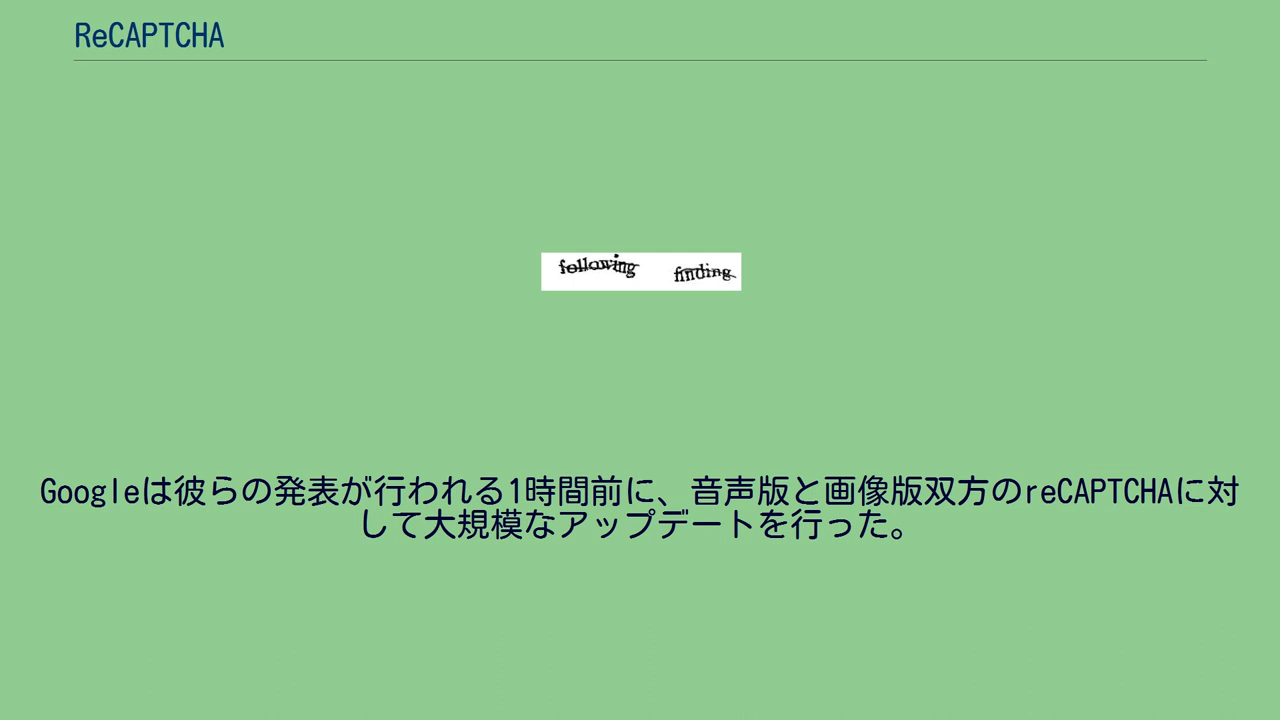 ReCAPTCHA
following finding
Googleは彼らの発表が行われる1時間前に、音声版と画像版双方のreCAPTCHAに対
して大規模なアップデートを行った。